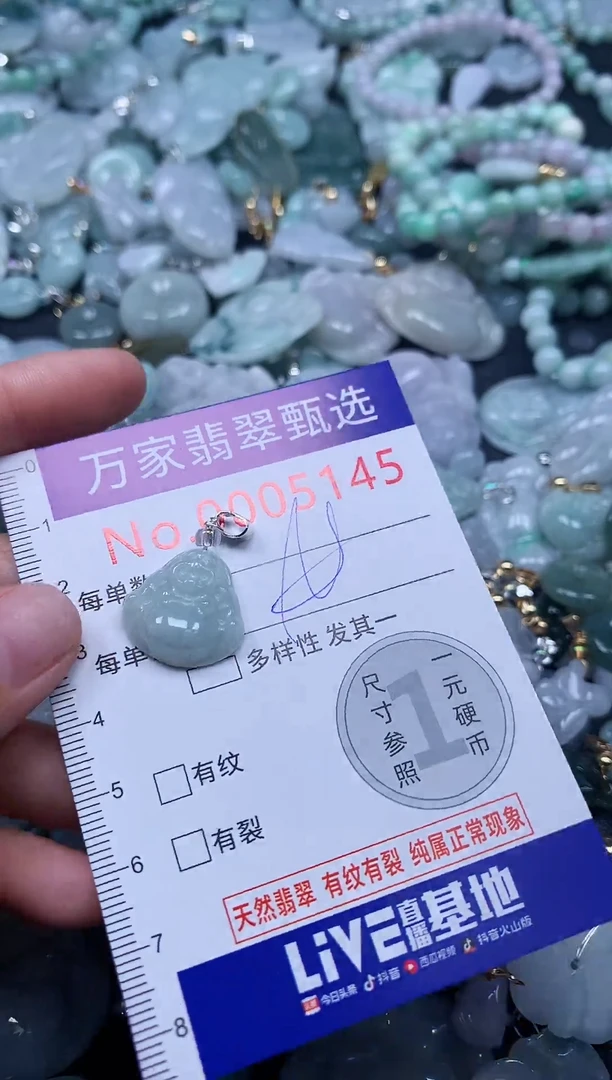 万家翡翠甄选
No.0005145
每单数
每单
多样性 发其一
有纹
有裂
一元硬币
尺寸参照
1
天然翡翠 有纹有裂 纯属正常现象
LiVE直播基地
今日头条 抖音 西瓜视频 抖音火山版
0
1
2
3
4
5
6
7
8